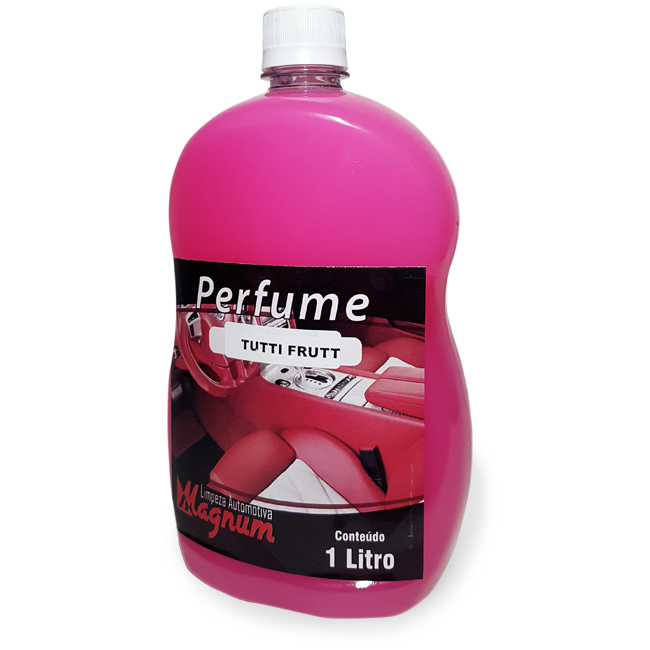 Perfume
TUTTI FRUTT
Limpeza Automotiva
Magnum
Conteúdo
1 Litro